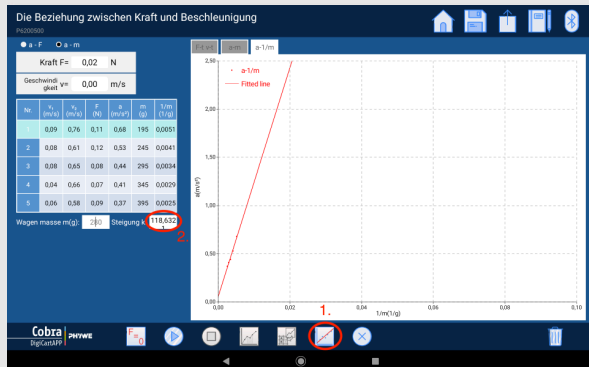 Die Beziehung zwischen Kraft und Beschleunigung
P6200500
a - F a - m
Kraft F= 0,02 N
Geschwindi
gkeit v= 0,00 m/s
Nr. v₁ (m/s) v₂ (m/s) F (N) a (m/s²) m (g) 1/m (1/g)
1 0,09 0,76 0,11 0,68 195 0,0051
2 0,08 0,61 0,12 0,53 245 0,0041
3 0,08 0,65 0,08 0,44 295 0,0034
4 0,04 0,66 0,07 0,41 345 0,0029
5 0,06 0,58 0,09 0,37 395 0,0025
Wagen masse m(g): 280 Steigung k: 118,632
1
2.
F-t v-t a-m a-1/m
a-1/m
Fitted line
2,50
2,00
1,50
1,00
0,50
0,00
a(m/s²)
0,00 0,02 0,04 0,06 0,08 0,10
1/m(1/g)
1.
Cobra
DigiCartAPP
PHYWE
F=0